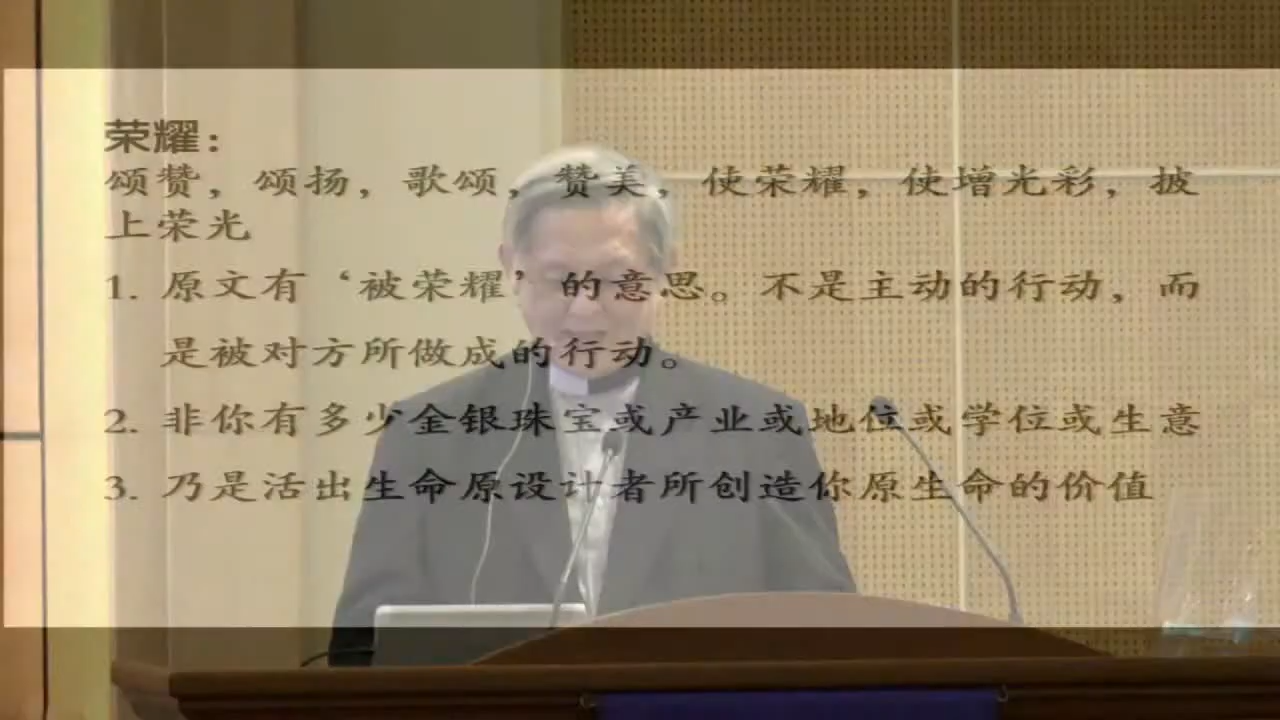 荣耀：
颂赞，颂扬，歌颂，赞美，使荣耀，使增光彩，披
上荣光
1. 原文有‘被荣耀’的意思。不是主动的行动，而
是被对方所做成的行动。
2. 非你有多少金银珠宝或产业或地位或学位或生意
3. 乃是活出生命原设计者所创造你原生命的价值